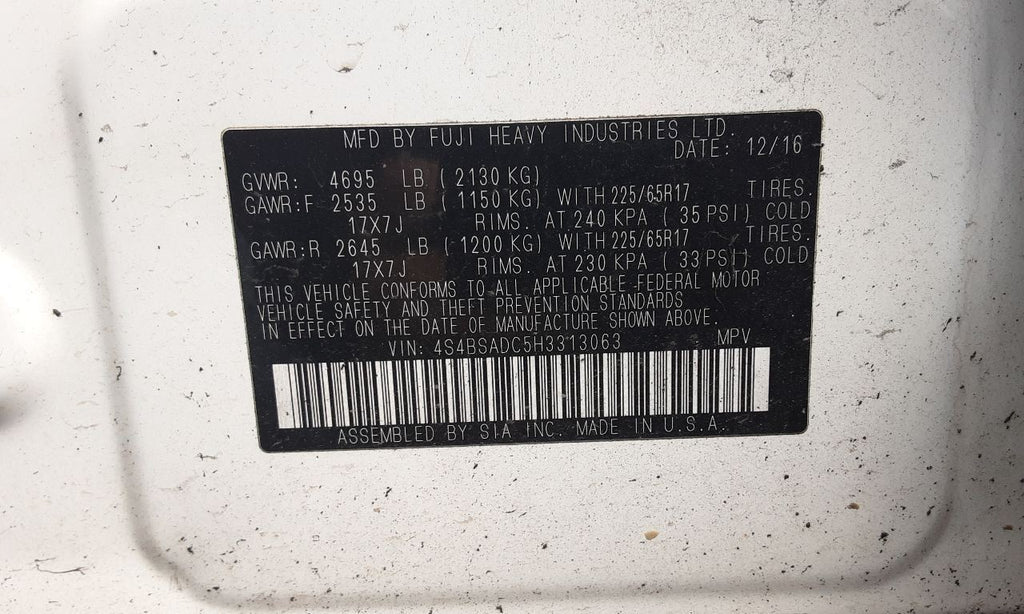 MFD BY FUJI HEAVY INDUSTRIES LTD.
DATE: 12/16
GVWR: 4695 LB ( 2130 KG)
GAWR:F 2535 LB ( 1150 KG) WITH 225/65R17 TIRES.
17X7J RIMS. AT 240 KPA ( 35 PSI) COLD
GAWR:R 2645 LB ( 1200 KG) WITH 225/65R17 TIRES.
17X7J RIMS. AT 230 KPA ( 33 PSI) COLD
THIS VEHICLE CONFORMS TO ALL APPLICABLE FEDERAL MOTOR
VEHICLE SAFETY AND THEFT PREVENTION STANDARDS
IN EFFECT ON THE DATE OF MANUFACTURE SHOWN ABOVE.
VIN: 4S4BSADC5H3313063 MPV
ASSEMBLED BY SIA INC. MADE IN U.S.A.